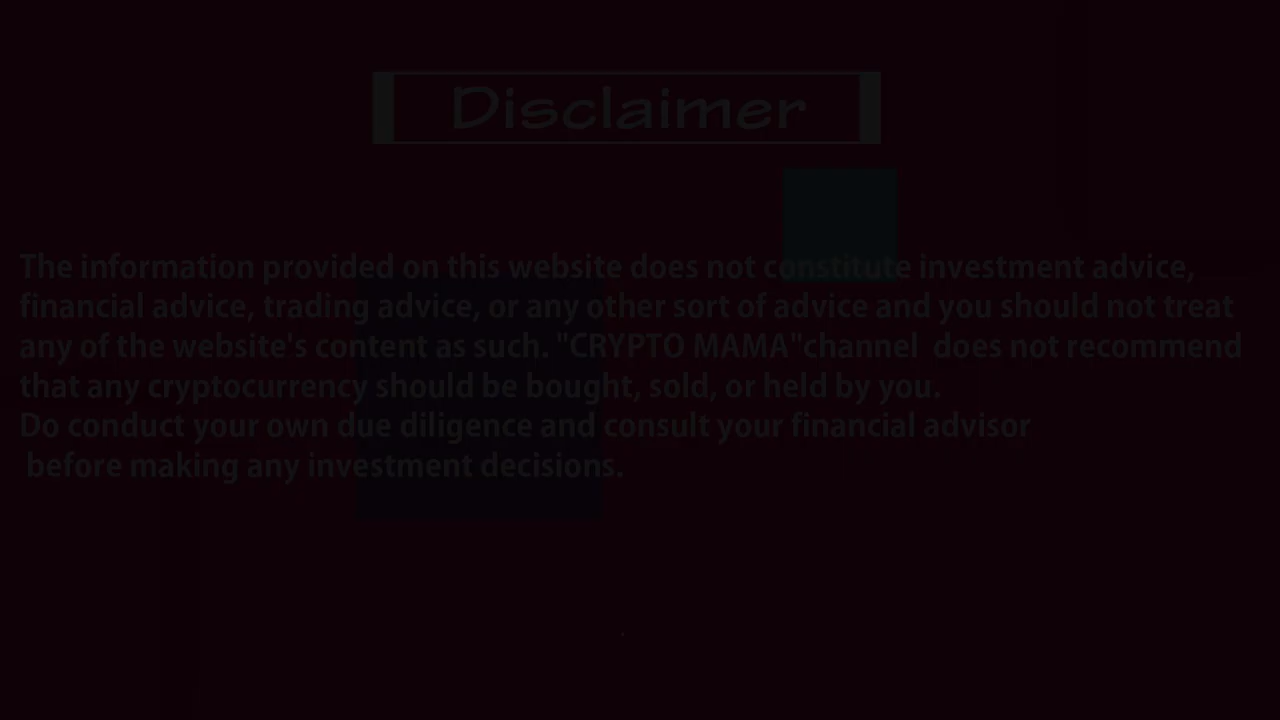 Disclaimer
The information provided on this website does not constitute investment advice,
financial advice, trading advice, or any other sort of advice and you should not treat
any of the website's content as such. "CRYPTO MAMA"channel  does not recommend
that any cryptocurrency should be bought, sold, or held by you.
Do conduct your own due diligence and consult your financial advisor
before making any investment decisions.